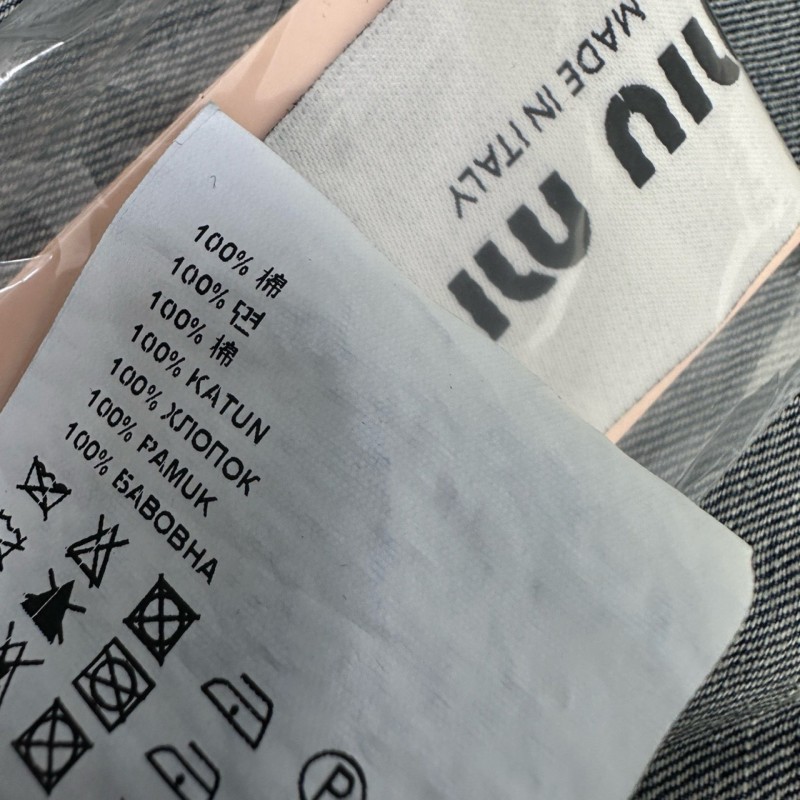 miu miu
MADE IN ITALY
100% 棉
100% 면
100% 棉
100% KATUN
100% ХЛОПОК
100% PAMUK
100% БАВОВНА
P